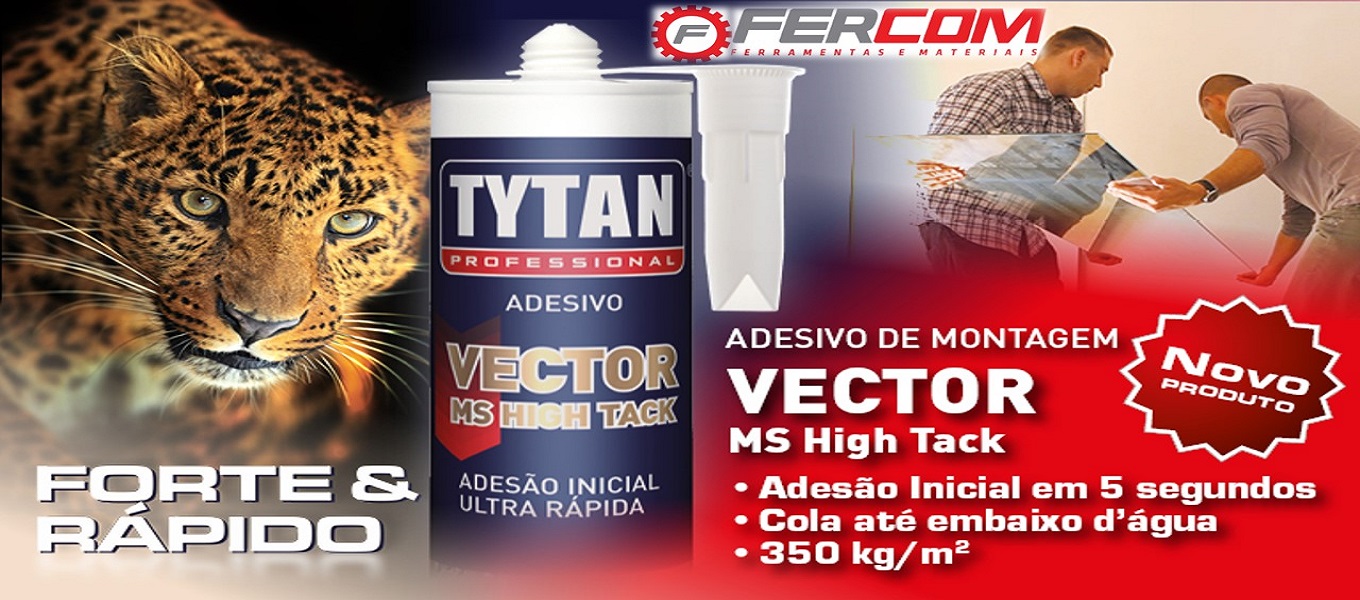 FERCOM
FERRAMENTAS E MATERIAIS
TYTAN
PROFESSIONAL
ADESIVO
VECTOR
MS HIGH TACK
ADESÃO INICIAL
ULTRA RÁPIDA
FORTE &
RÁPIDO
ADESIVO DE MONTAGEM
VECTOR
MS High Tack
• Adesão Inicial em 5 segundos
• Cola até embaixo d'água
• 350 kg/m²
NOVO
PRODUTO